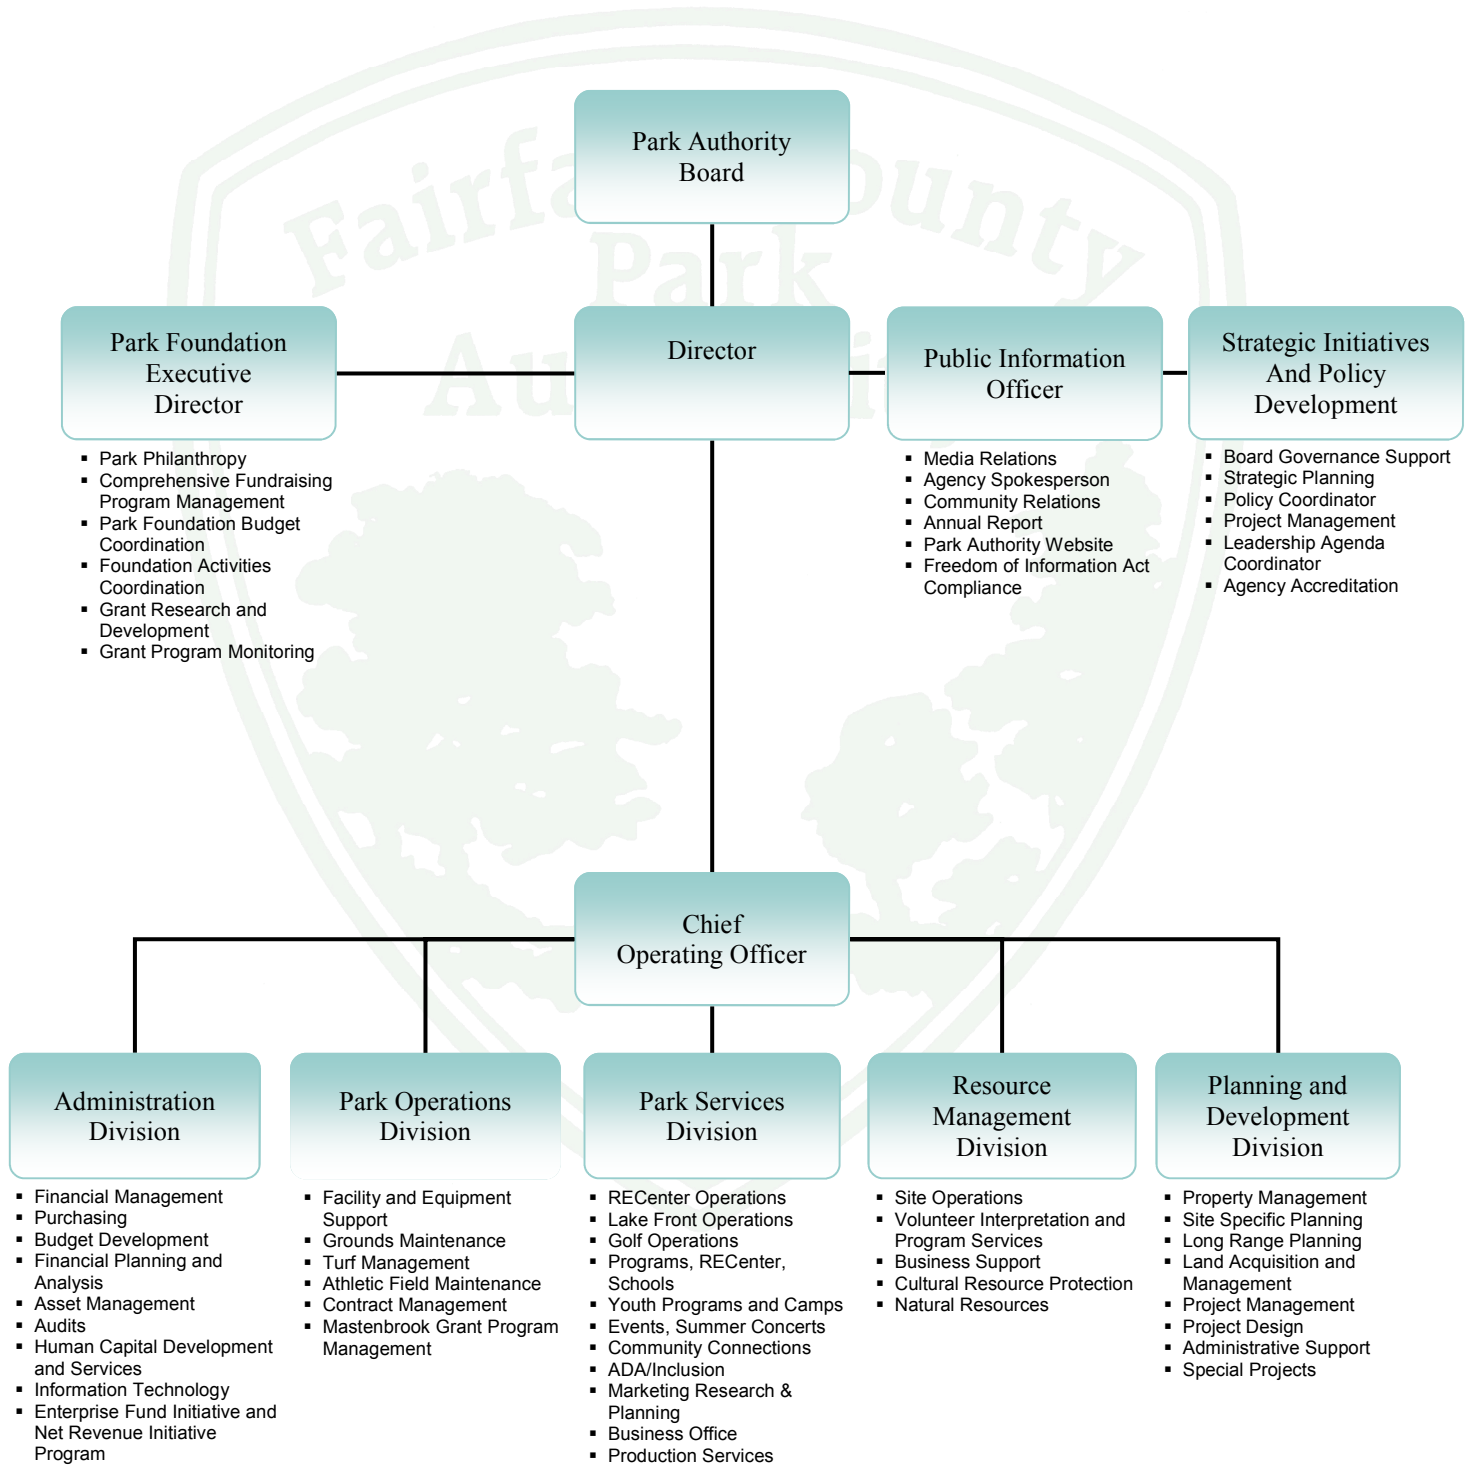 Fairfax County
Park
Authority
Park Authority
Board
Park Foundation
Executive
Director
Director
Public Information
Officer
Strategic Initiatives
And Policy
Development
▪ Park Philanthropy
▪ Comprehensive Fundraising
Program Management
▪ Park Foundation Budget
Coordination
▪ Foundation Activities
Coordination
▪ Grant Research and
Development
▪ Grant Program Monitoring
▪ Media Relations
▪ Agency Spokesperson
▪ Community Relations
▪ Annual Report
▪ Park Authority Website
▪ Freedom of Information Act
Compliance
▪ Board Governance Support
▪ Strategic Planning
▪ Policy Coordinator
▪ Project Management
▪ Leadership Agenda
Coordinator
▪ Agency Accreditation
Chief
Operating Officer
Administration
Division
Park Operations
Division
Park Services
Division
Resource
Management
Division
Planning and
Development
Division
▪ Financial Management
▪ Purchasing
▪ Budget Development
▪ Financial Planning and
Analysis
▪ Asset Management
▪ Audits
▪ Human Capital Development
and Services
▪ Information Technology
▪ Enterprise Fund Initiative and
Net Revenue Initiative
Program
▪ Facility and Equipment
Support
▪ Grounds Maintenance
▪ Turf Management
▪ Athletic Field Maintenance
▪ Contract Management
▪ Mastenbrook Grant Program
Management
▪ RECenter Operations
▪ Lake Front Operations
▪ Golf Operations
▪ Programs, RECenter,
Schools
▪ Youth Programs and Camps
▪ Events, Summer Concerts
▪ Community Connections
▪ ADA/Inclusion
▪ Marketing Research &
Planning
▪ Business Office
▪ Production Services
▪ Site Operations
▪ Volunteer Interpretation and
Program Services
▪ Business Support
▪ Cultural Resource Protection
▪ Natural Resources
▪ Property Management
▪ Site Specific Planning
▪ Long Range Planning
▪ Land Acquisition and
Management
▪ Project Management
▪ Project Design
▪ Administrative Support
▪ Special Projects